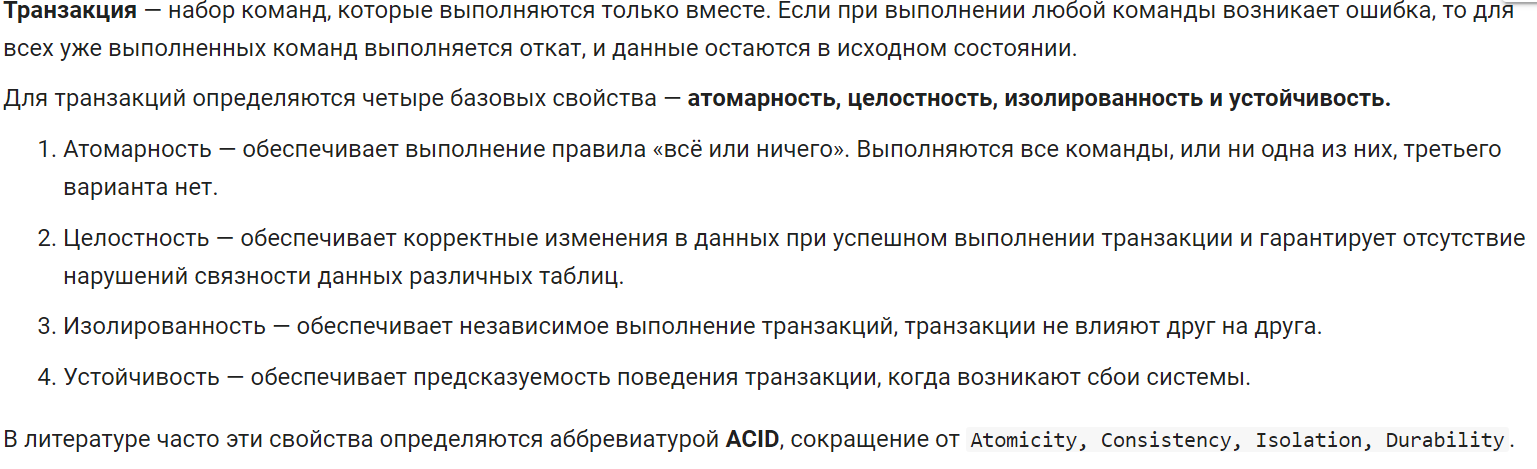 Транзакция — набор команд, которые выполняются только вместе. Если при выполнении любой команды возникает ошибка, то для
всех уже выполненных команд выполняется откат, и данные остаются в исходном состоянии.
Для транзакций определяются четыре базовых свойства — атомарность, целостность, изолированность и устойчивость.
1. Атомарность — обеспечивает выполнение правила «всё или ничего». Выполняются все команды, или ни одна из них, третьего
варианта нет.
2. Целостность — обеспечивает корректные изменения в данных при успешном выполнении транзакции и гарантирует отсутствие
нарушений связности данных различных таблиц.
3. Изолированность — обеспечивает независимое выполнение транзакций, транзакции не влияют друг на друга.
4. Устойчивость — обеспечивает предсказуемость поведения транзакции, когда возникают сбои системы.
В литературе часто эти свойства определяются аббревиатурой ACID, сокращение от Atomicity, Consistency, Isolation, Durability.